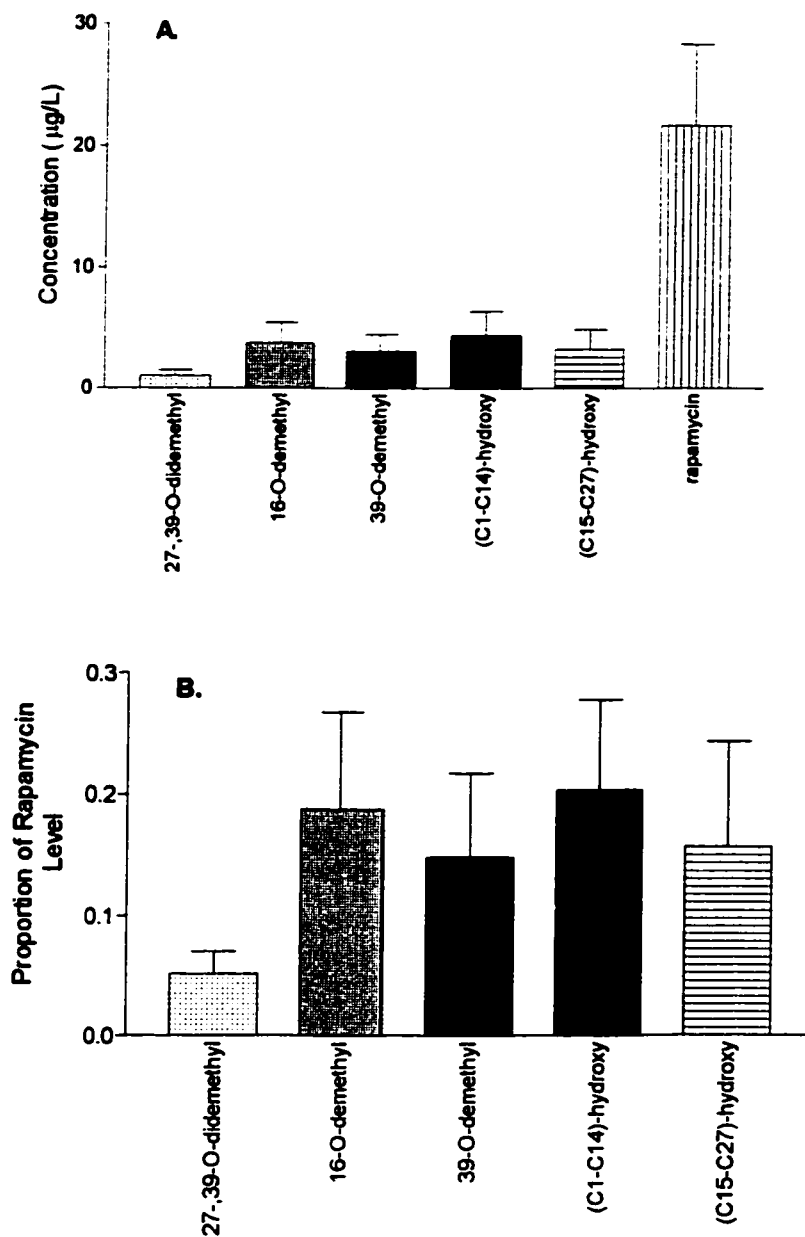 A.
30
20
10
0
Concentration ( µg/L)
27-,39-O-didemethyl
16-O-demethyl
39-O-demethyl
(C1-C14)-hydroxy
(C15-C27)-hydroxy
rapamycin
B.
0.3
0.2
0.1
0.0
Proportion of Rapamycin
Level
27-,39-O-didemethyl
16-O-demethyl
39-O-demethyl
(C1-C14)-hydroxy
(C15-C27)-hydroxy